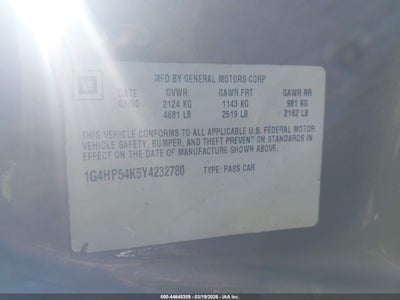 GM
MFD BY GENERAL MOTORS CORP
DATE GVWR GAWR FRT GAWR RR
03/00 2124 KG 1143 KG 981 KG
4681 LB 2519 LB 2162 LB
THIS VEHICLE CONFORMS TO ALL APPLICABLE U.S. FEDERAL MOTOR
VEHICLE SAFETY, BUMPER, AND THEFT PREVENTION STANDARDS IN
EFFECT ON THE DATE OF MANUFACTURE SHOWN ABOVE.
1G4HP54K5Y4232780 TYPE: PASS CAR
000-44648359 - 03/19/2026 - IAA Inc.